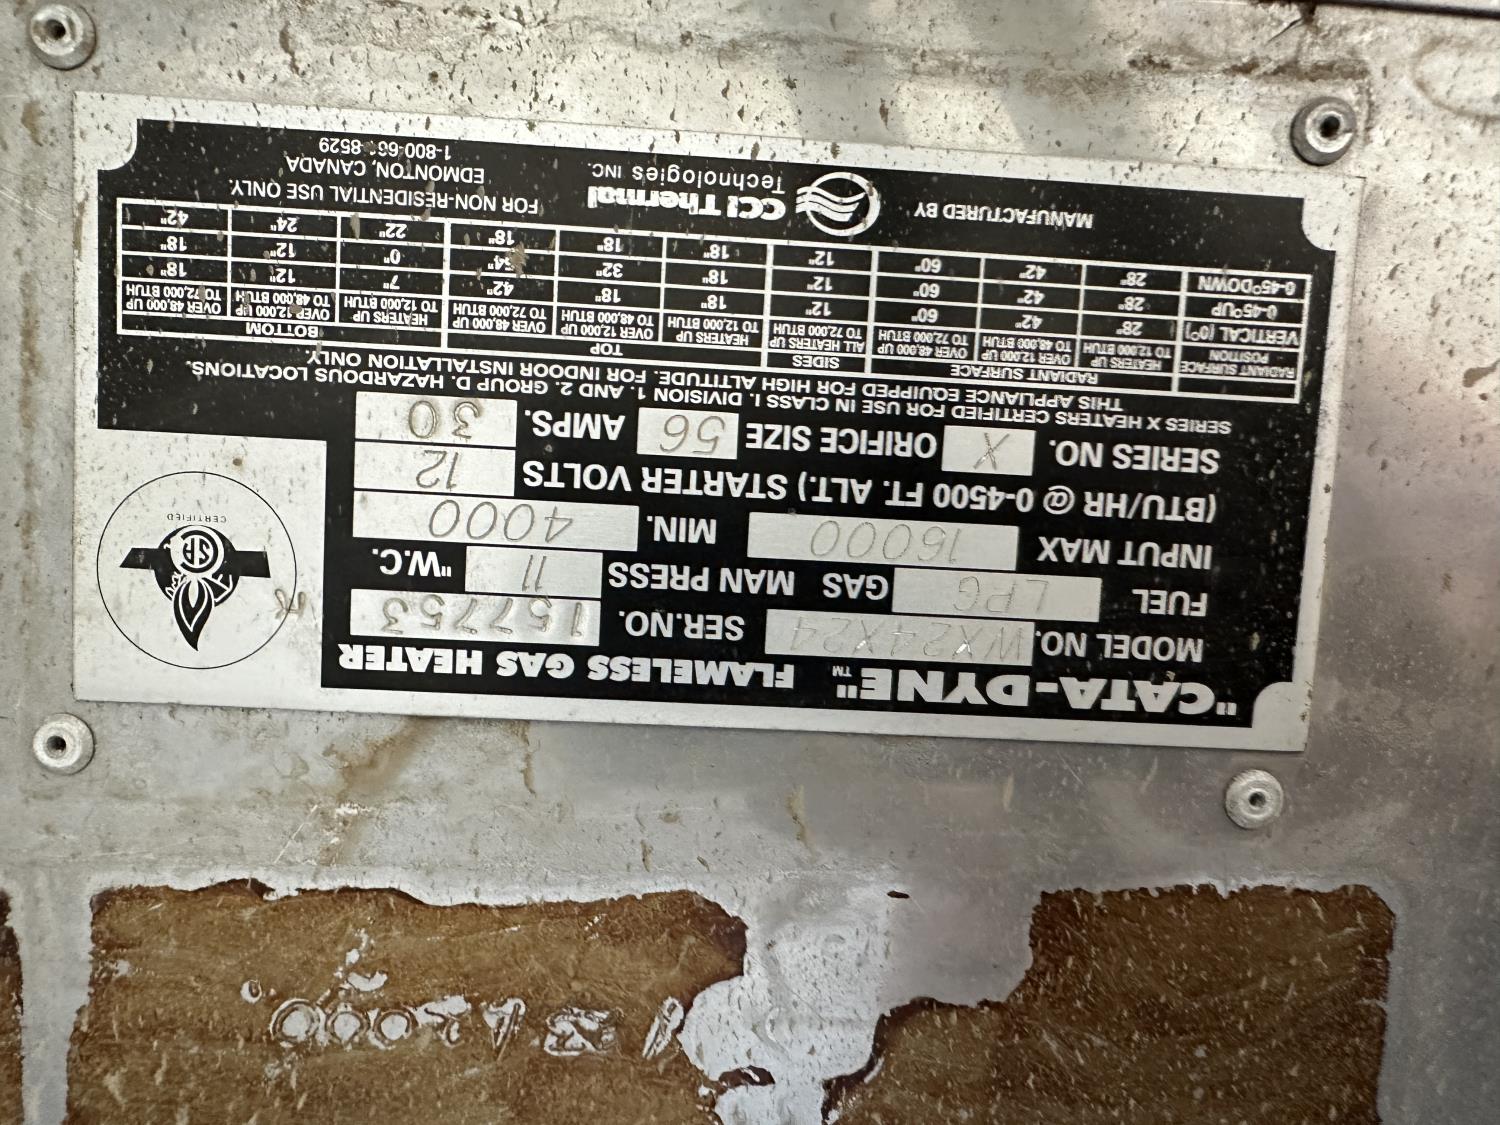 "CATA-DYNE"™ FLAMELESS GAS HEATER
MODEL NO. WX24X24 SER.NO. 157753
FUEL LPG GAS MAN PRESS 11 "W.C.
INPUT MAX 16000 MIN. 4000
(BTU/HR @ 0-4500 FT. ALT.) STARTER VOLTS 12
SERIES NO. X ORIFICE SIZE 56 AMPS. 30
CERTIFIED
SERIES X HEATERS CERTIFIED FOR USE IN CLASS I. DIVISION 1. AND 2. GROUP D. HAZARDOUS LOCATIONS.
THIS APPLIANCE EQUIPPED FOR HIGH ALTITUDE. FOR INDOOR INSTALLATION ONLY.
RADIANT SURFACE POSITION RADIANT SURFACE SIDES TOP BOTTOM
HEATERS UP TO 12,000 BTUH OVER 12,000 UP TO 48,000 BTUH OVER 48,000 UP TO 72,000 BTUH ALL HEATERS UP TO 72,000 BTUH HEATERS UP TO 12,000 BTUH OVER 12,000 UP TO 48,000 BTUH OVER 48,000 UP TO 72,000 BTUH HEATERS UP TO 12,000 BTUH OVER 12,000 UP TO 48,000 BTUH OVER 48,000 UP TO 72,000 BTUH
VERTICAL (0°) 28" 42" 60" 12" 18" 18" 42" 7" 12" 18"
0-45°UP 28" 42" 60" 12" 18" 32" 54" 0" 12" 18"
0-45°DOWN 28" 42" 60" 12" 18" 18" 18" 22" 24" 42"
MANUFACTURED BY CCI Thermal Technologies INC.
FOR NON-RESIDENTIAL USE ONLY.
EDMONTON, CANADA